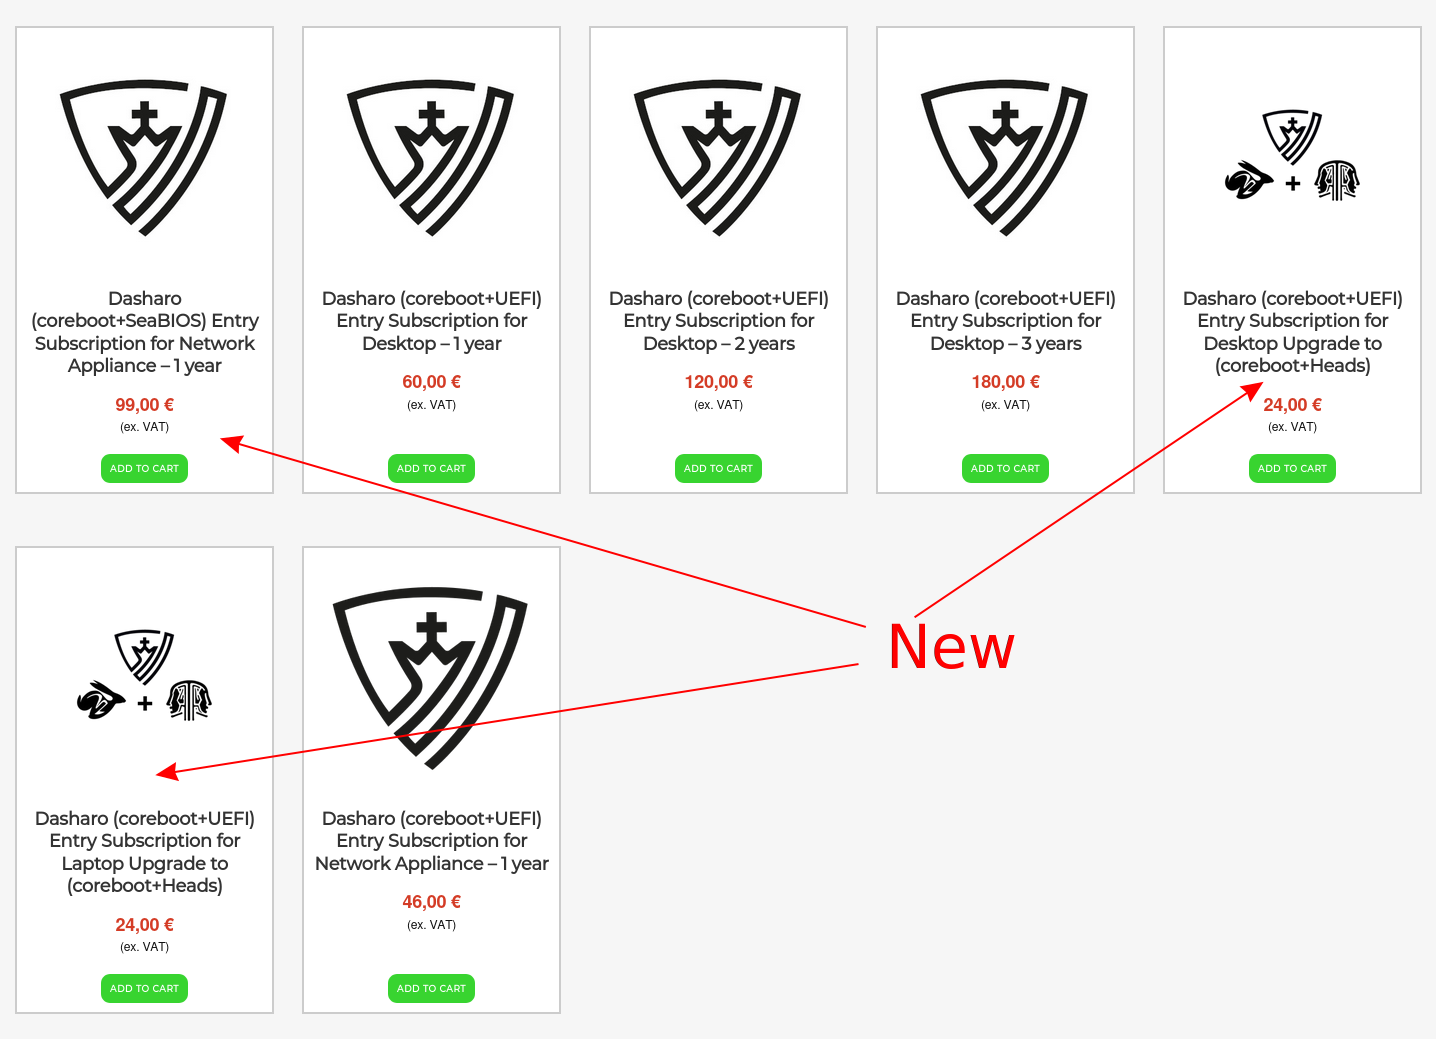 Dasharo
(coreboot+SeaBIOS) Entry
Subscription for Network
Appliance – 1 year
99,00 €
(ex. VAT)
ADD TO CART
Dasharo (coreboot+UEFI)
Entry Subscription for
Desktop – 1 year
60,00 €
(ex. VAT)
ADD TO CART
Dasharo (coreboot+UEFI)
Entry Subscription for
Desktop – 2 years
120,00 €
(ex. VAT)
ADD TO CART
Dasharo (coreboot+UEFI)
Entry Subscription for
Desktop – 3 years
180,00 €
(ex. VAT)
ADD TO CART
Dasharo (coreboot+UEFI)
Entry Subscription for
Desktop Upgrade to
(coreboot+Heads)
24,00 €
(ex. VAT)
ADD TO CART
Dasharo (coreboot+UEFI)
Entry Subscription for
Laptop Upgrade to
(coreboot+Heads)
24,00 €
(ex. VAT)
ADD TO CART
Dasharo (coreboot+UEFI)
Entry Subscription for
Network Appliance – 1 year
46,00 €
(ex. VAT)
ADD TO CART
New